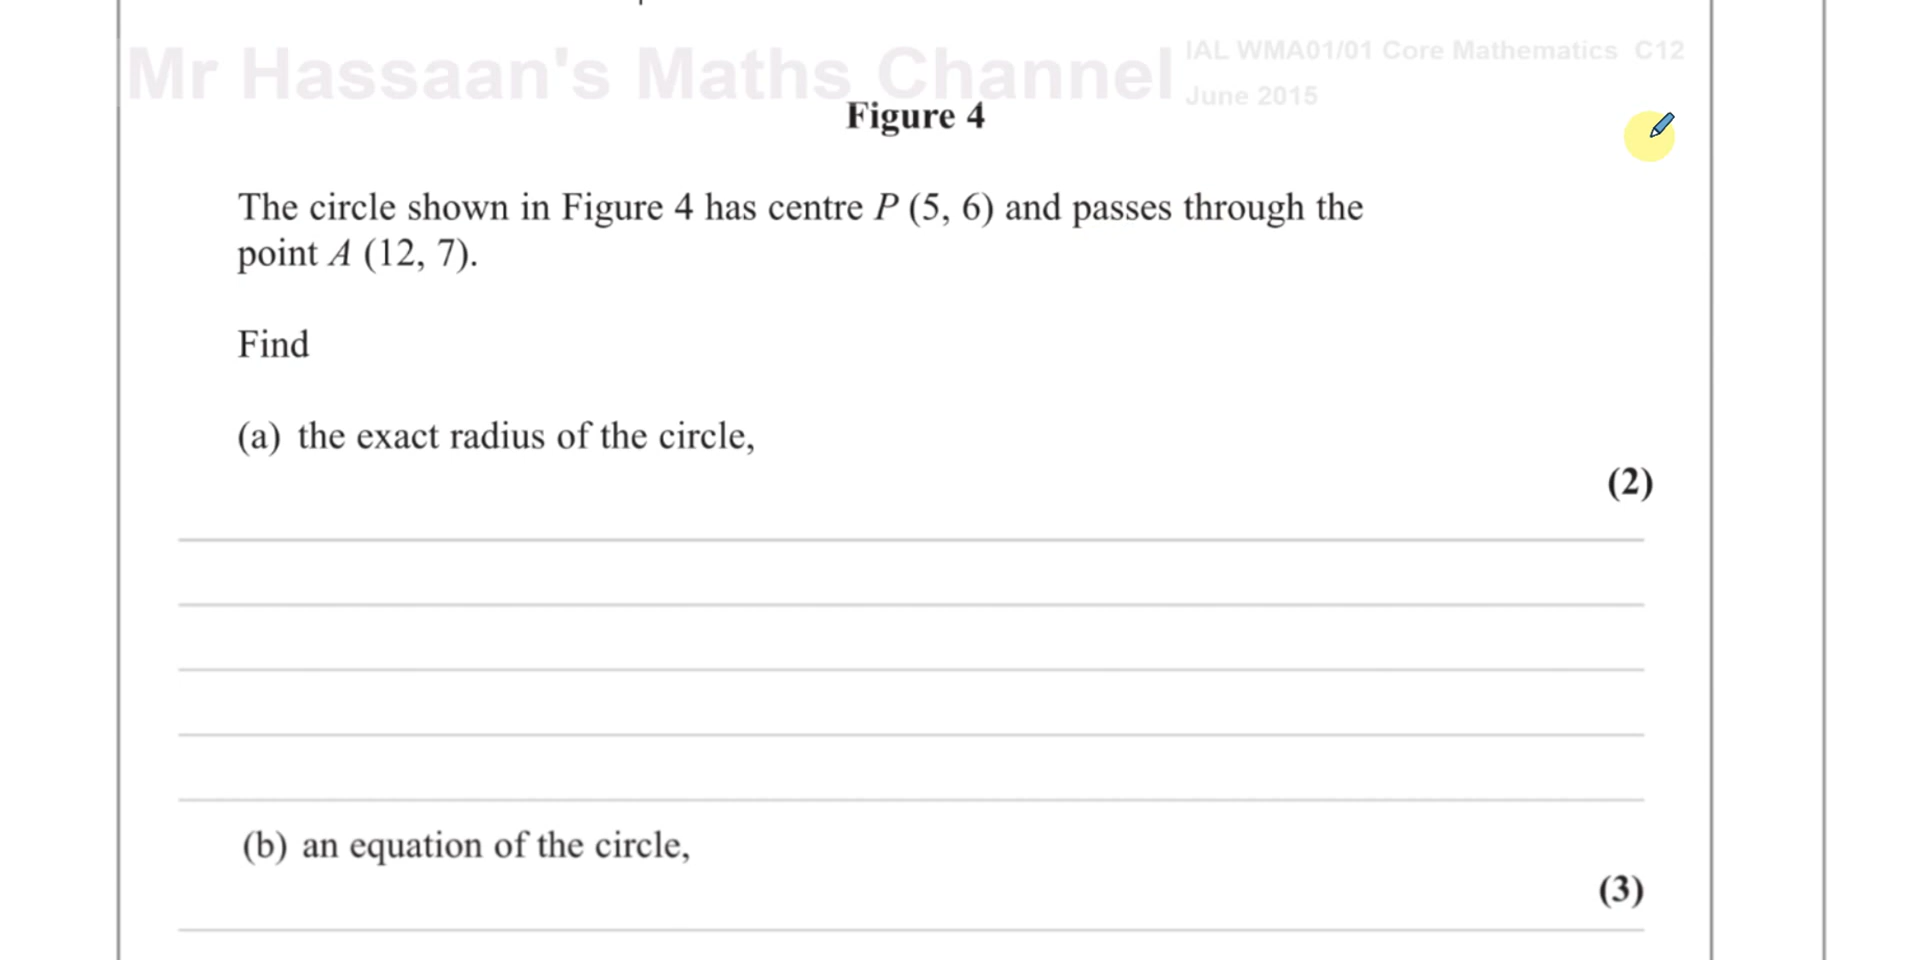 Mr Hassaan's Maths Channel
IAL WMA01/01 Core Mathematics C12
June 2015
Figure 4
The circle shown in Figure 4 has centre P (5, 6) and passes through the
point A (12, 7).
Find
(a) the exact radius of the circle,
(2)
(b) an equation of the circle,
(3)